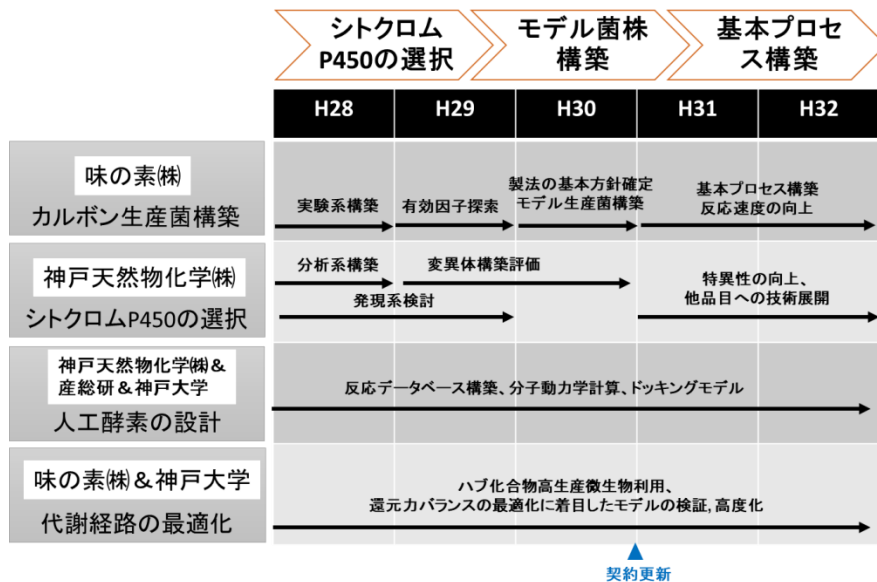 シトクロム
P450の選択
モデル菌株
構築
基本プロセ
ス構築
H28
H29
H30
H31
H32
味の素㈱
カルボン生産菌構築
実験系構築
有効因子探索
製法の基本方針確定
モデル生産菌構築
基本プロセス構築
反応速度の向上
神戸天然物化学㈱
シトクロムP450の選択
分析系構築
変異体構築評価
発現系検討
特異性の向上、
他品目への技術展開
神戸天然物化学㈱&
産総研&神戸大学
人工酵素の設計
反応データベース構築、分子動力学計算、ドッキングモデル
味の素㈱&神戸大学
代謝経路の最適化
ハブ化合物高生産微生物利用、
還元力バランスの最適化に着目したモデルの検証, 高度化
契約更新